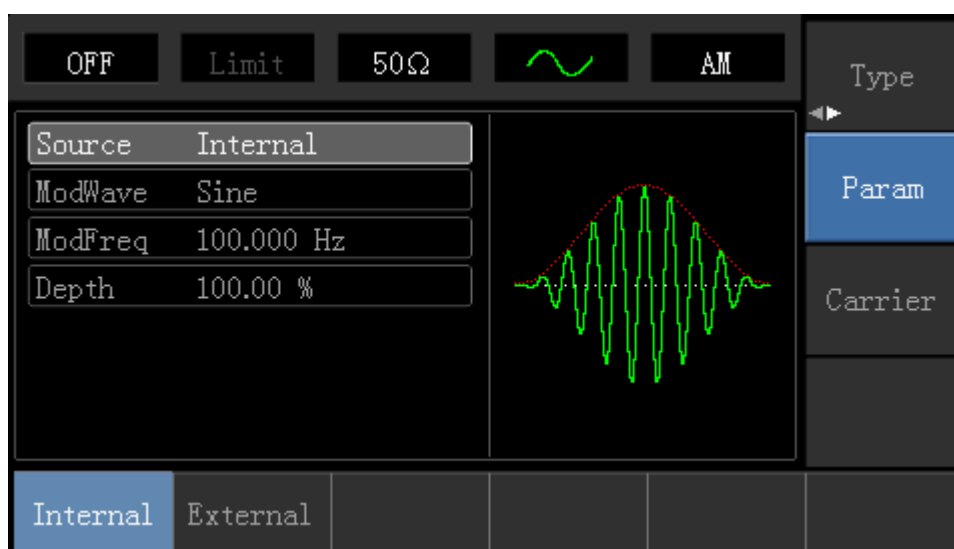 OFF Limit 50Ω AM
Type
Source Internal
ModWave Sine
Param
ModFreq 100.000 Hz
Depth 100.00 %
Carrier
Internal External